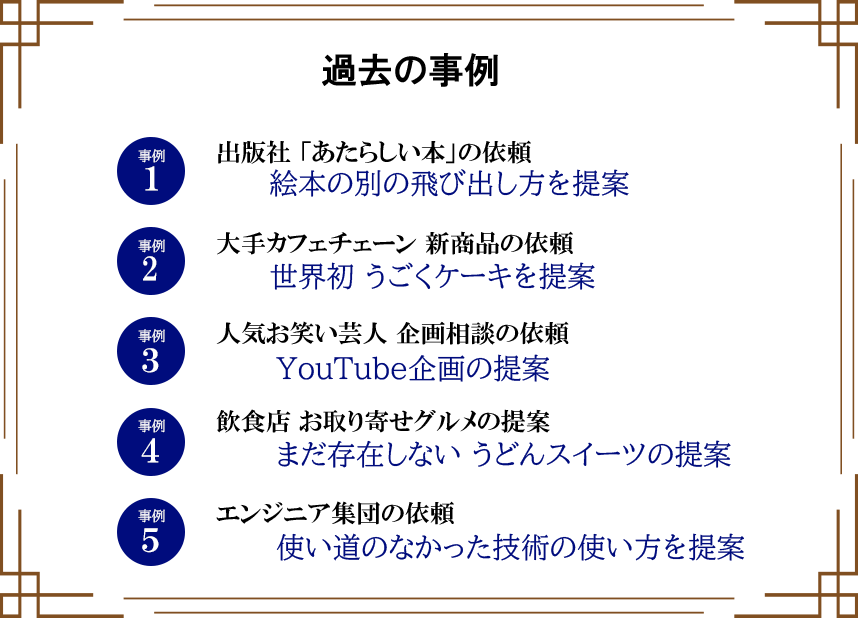 過去の事例
事例
1
出版社 「あたらしい本」の依頼
絵本の別の飛び出し方を提案
事例
2
大手カフェチェーン 新商品の依頼
世界初 うごくケーキを提案
事例
3
人気お笑い芸人 企画相談の依頼
YouTube企画の提案
事例
4
飲食店 お取り寄せグルメの提案
まだ存在しない うどんスイーツの提案
事例
5
エンジニア集団の依頼
使い道のなかった技術の使い方を提案